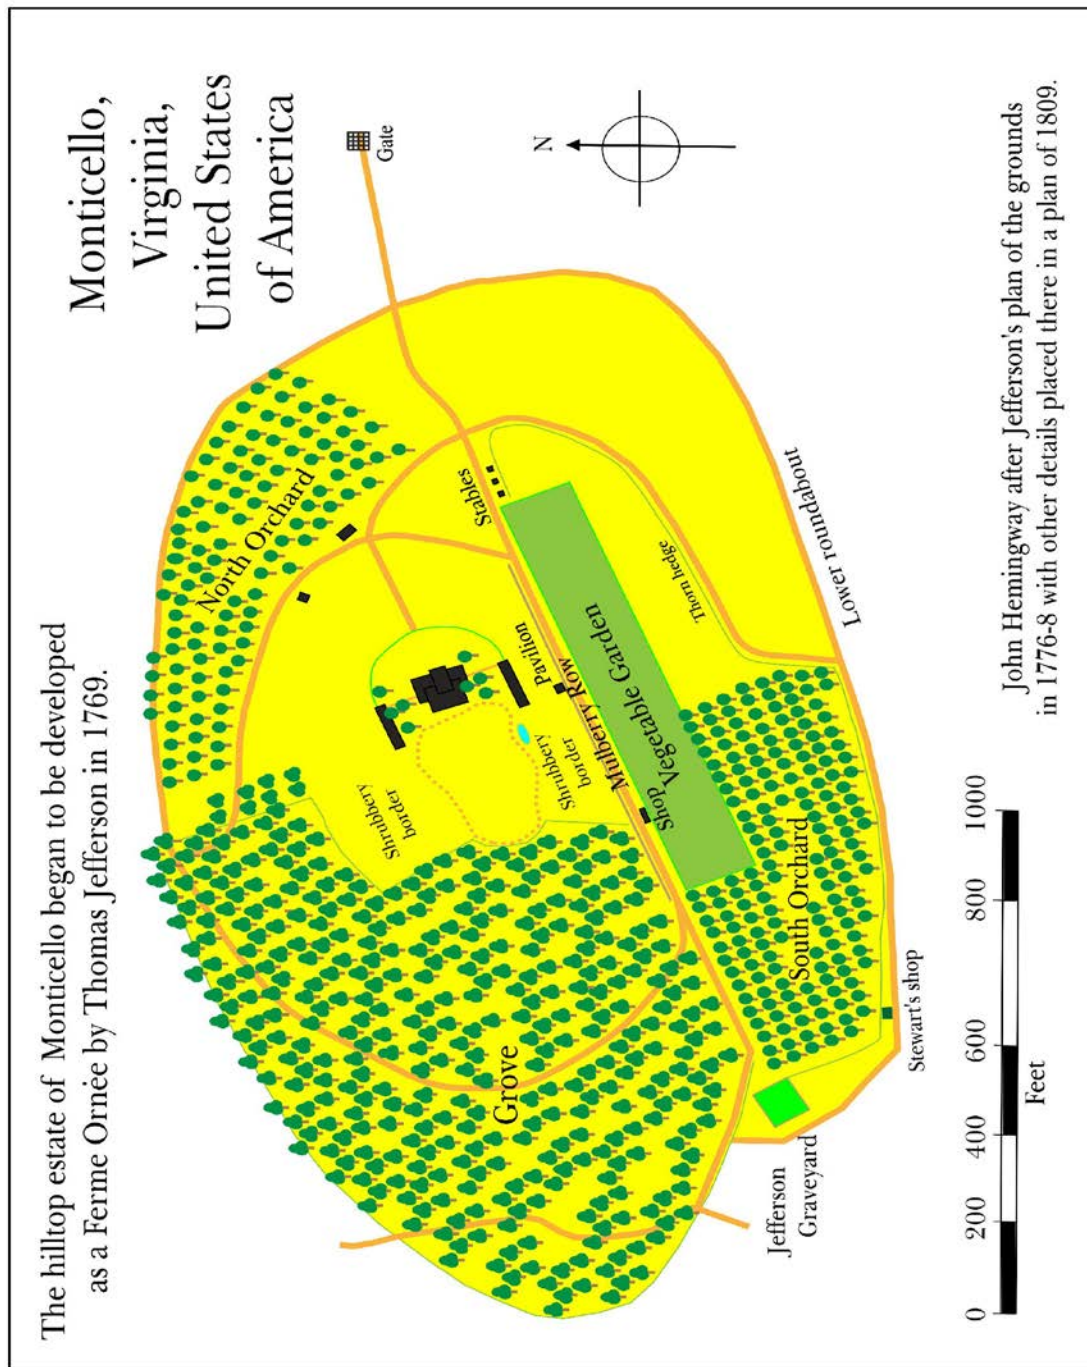 The hilltop estate of Monticello began to be developed
as a Ferme Ornée by Thomas Jefferson in 1769.
Monticello,
Virginia,
United States
of America
Gate
N
North Orchard
Stables
Pavilion
Mulberry Row
Shrubbery
border
Shrubbery
border
Shop
Vegetable Garden
Thorn hedge
Lower roundabout
Grove
South Orchard
Stewart's shop
Jefferson
Graveyard
0
200
400
600
800
1000
Feet
John Hemingway after Jefferson's plan of the grounds
in 1776-8 with other details placed there in a plan of 1809.